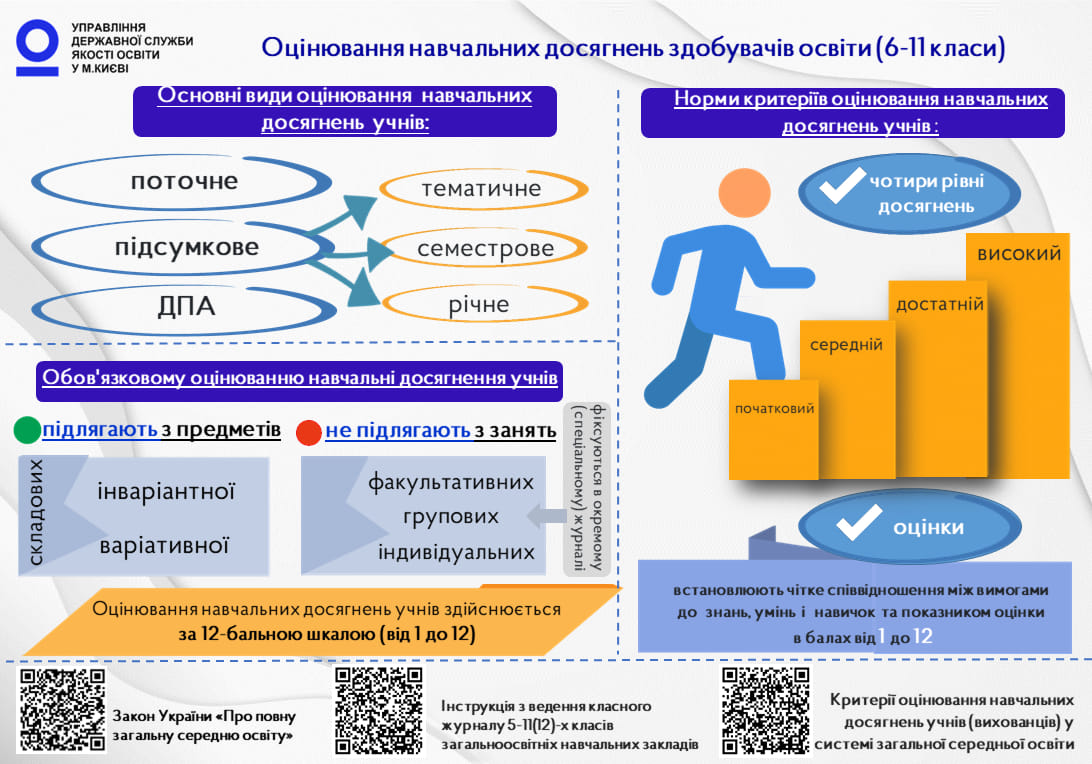 УПРАВЛІННЯ
ДЕРЖАВНОЇ СЛУЖБИ
ЯКОСТІ ОСВІТИ
У М.КИЄВІ
Оцінювання навчальних досягнень здобувачів освіти (6-11 класи)
Основні види оцінювання навчальних
досягнень учнів:
поточне
підсумкове
ДПА
тематичне
семестрове
річне
Норми критеріїв оцінювання навчальних
досягнень учнів :
чотири рівні
досягнень
високий
достатній
середній
початковий
оцінки
встановлюють чітке співвідношення між вимогами
до знань, умінь і навичок та показником оцінки
в балах від 1 до 12
Обов'язковому оцінюванню навчальні досягнення учнів
підлягають з предметів
складових
інваріантної
варіативної
не підлягають з занять
факультативних
групових
індивідуальних
фіксуються в окремому
(спеціальному) журналі
Оцінювання навчальних досягнень учнів здійснюється
за 12-бальною шкалою (від 1 до 12)
Закон України «Про повну
загальну середню освіту»
Інструкція з ведення класного
журналу 5-11(12)-х класів
загальноосвітніх навчальних закладів
Критерії оцінювання навчальних
досягнень учнів (вихованців) у
системі загальної середньої освіти